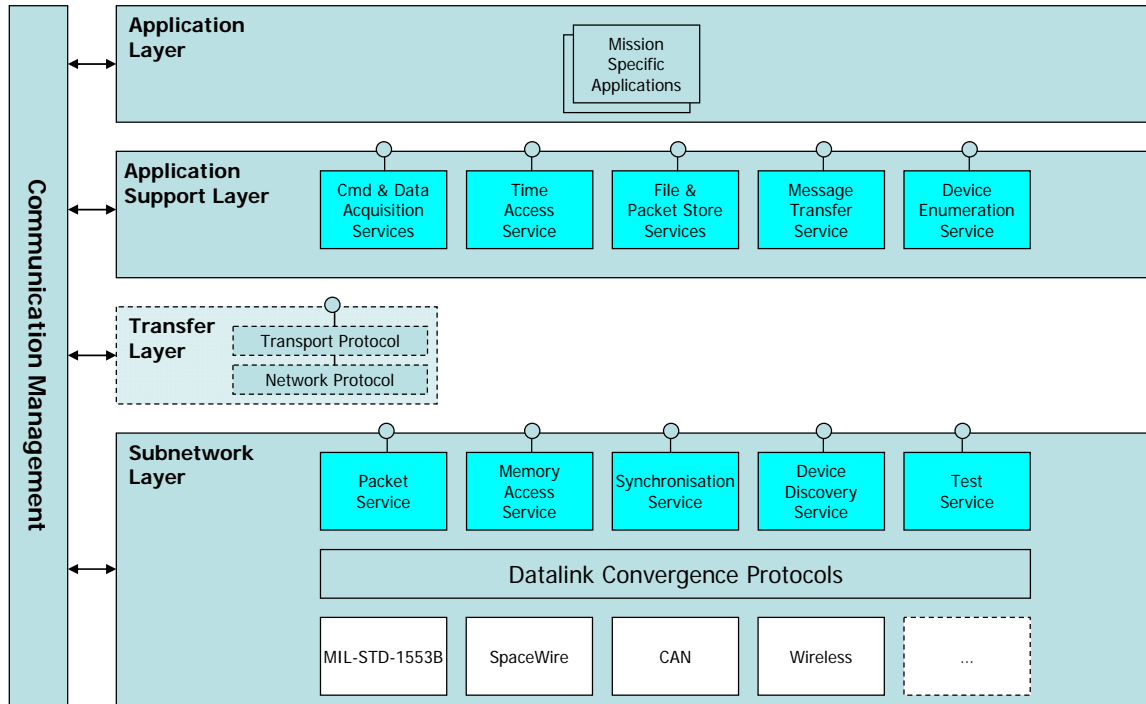 Communication Management
Application
Layer
Mission
Specific
Applications
Application
Support Layer
Cmd & Data
Acquisition
Services
Time
Access
Service
File &
Packet Store
Services
Message
Transfer
Service
Device
Enumeration
Service
Transfer
Layer
Transport Protocol
Network Protocol
Subnetwork
Layer
Packet
Service
Memory
Access
Service
Synchronisation
Service
Device
Discovery
Service
Test
Service
Datalink Convergence Protocols
MIL-STD-1553B
SpaceWire
CAN
Wireless
...